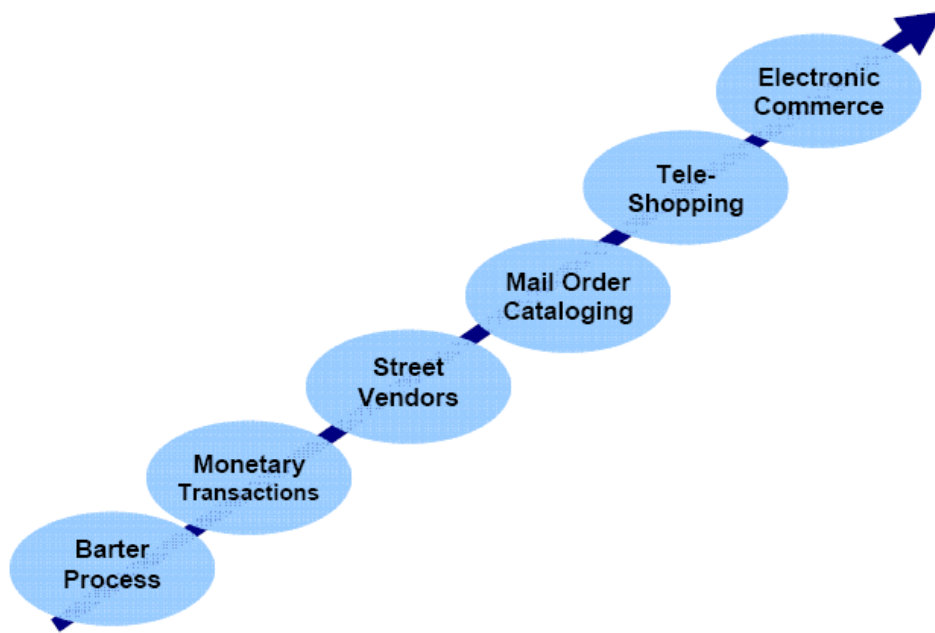 Electronic
Commerce
Tele-
Shopping
Mail Order
Cataloging
Street
Vendors
Monetary
Transactions
Barter
Process